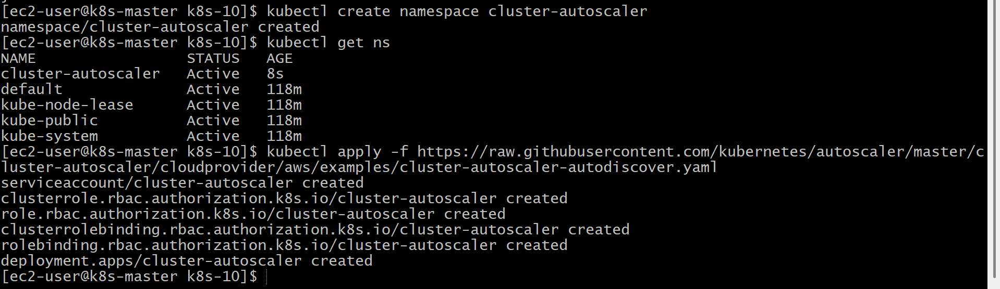 [ec2-user@k8s-master k8s-10]$ kubectl create namespace cluster-autoscaler
namespace/cluster-autoscaler created
[ec2-user@k8s-master k8s-10]$ kubectl get ns
NAME                 STATUS   AGE
cluster-autoscaler   Active   8s
default              Active   118m
kube-node-lease      Active   118m
kube-public          Active   118m
kube-system          Active   118m
[ec2-user@k8s-master k8s-10]$ kubectl apply -f https://raw.githubusercontent.com/kubernetes/autoscaler/master/c
luster-autoscaler/cloudprovider/aws/examples/cluster-autoscaler-autodiscover.yaml
serviceaccount/cluster-autoscaler created
clusterrole.rbac.authorization.k8s.io/cluster-autoscaler created
role.rbac.authorization.k8s.io/cluster-autoscaler created
clusterrolebinding.rbac.authorization.k8s.io/cluster-autoscaler created
rolebinding.rbac.authorization.k8s.io/cluster-autoscaler created
deployment.apps/cluster-autoscaler created
[ec2-user@k8s-master k8s-10]$